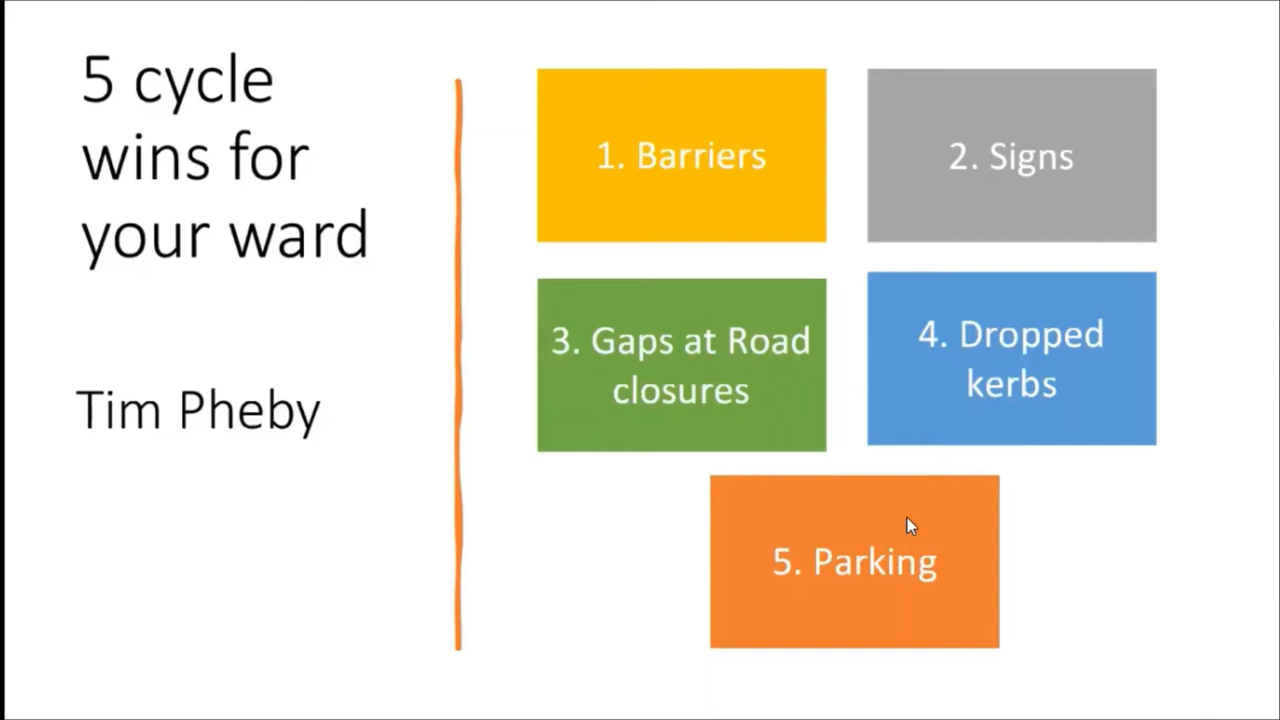 5 cycle
wins for
your ward
Tim Pheby
1. Barriers
2. Signs
3. Gaps at Road
closures
4. Dropped
kerbs
5. Parking